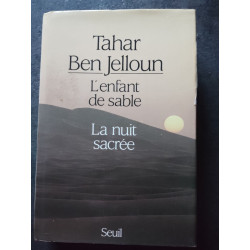 Tahar
Ben Jelloun
L'enfant
de sable
La nuit
sacrée
Seuil